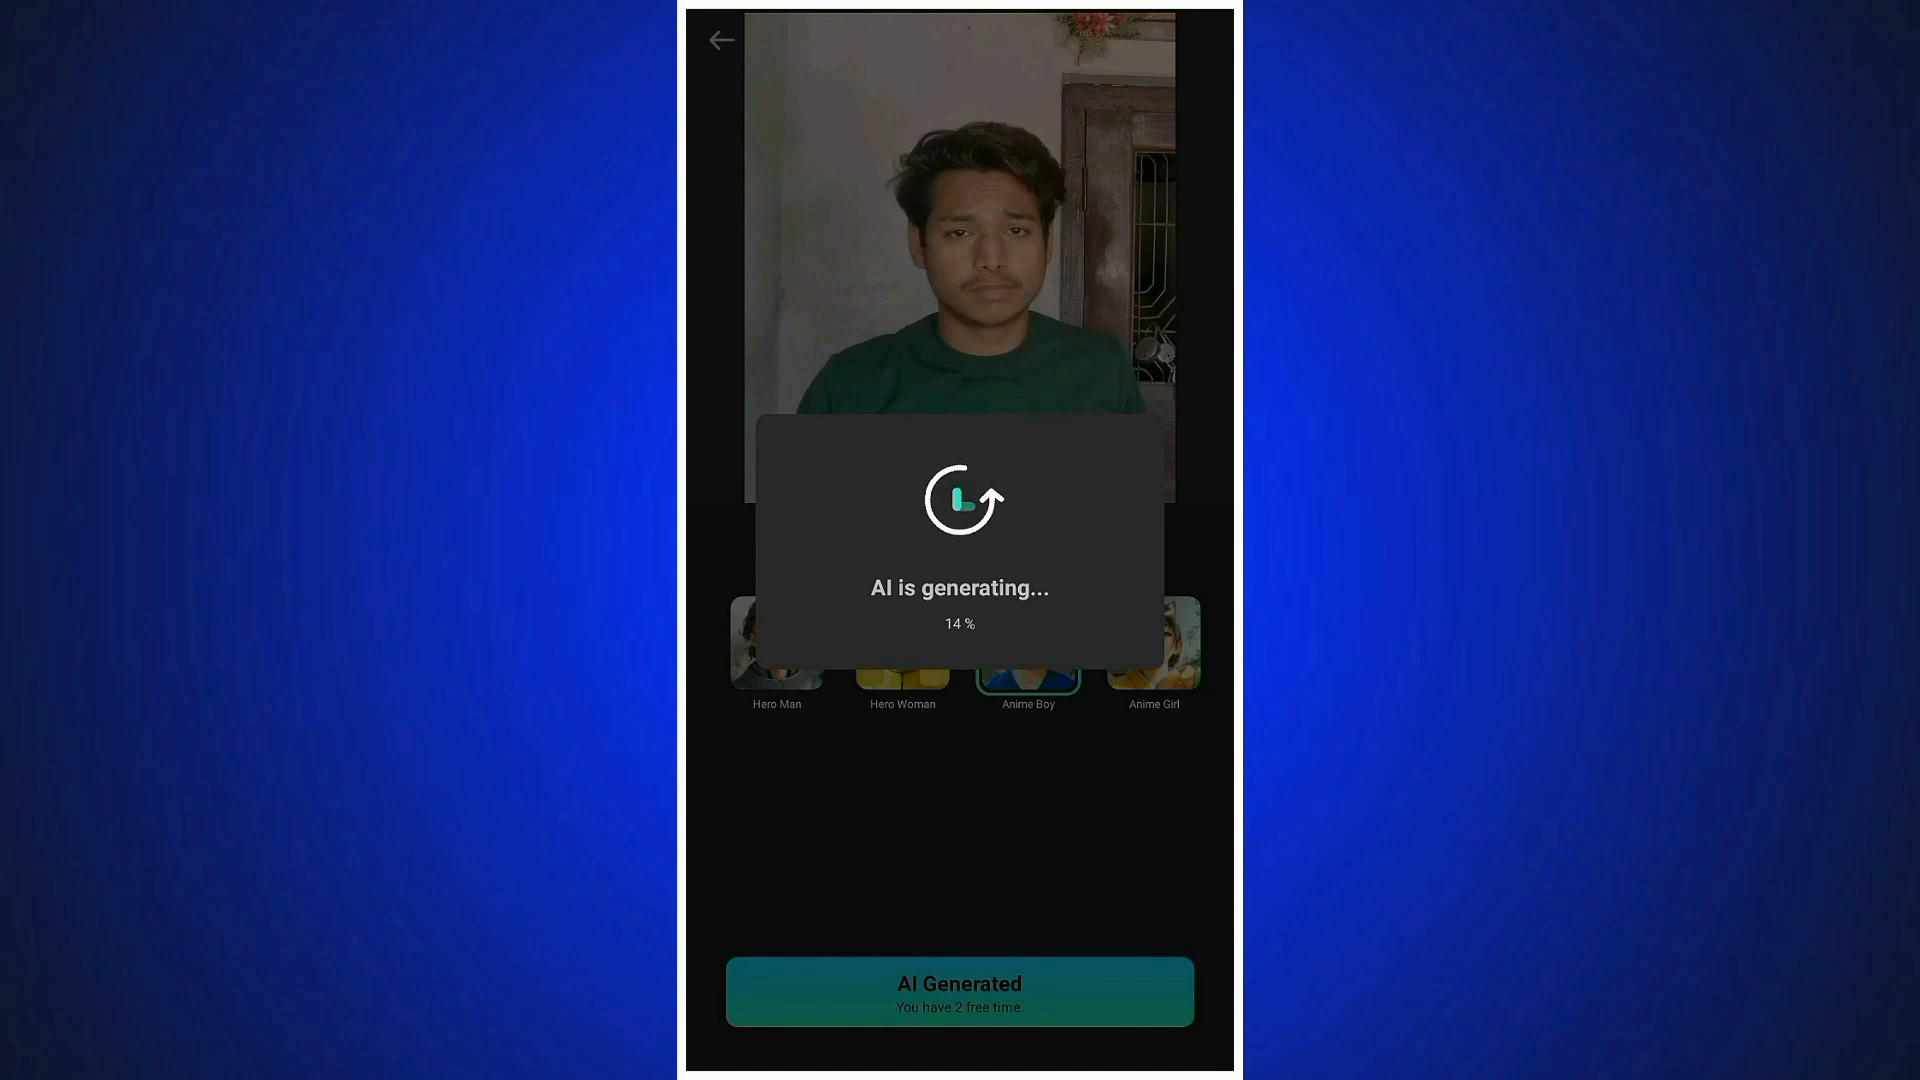 AI is generating...
14 %
Hero Man
Hero Woman
Anime Boy
Anime Girl
AI Generated
You have 2 free time.